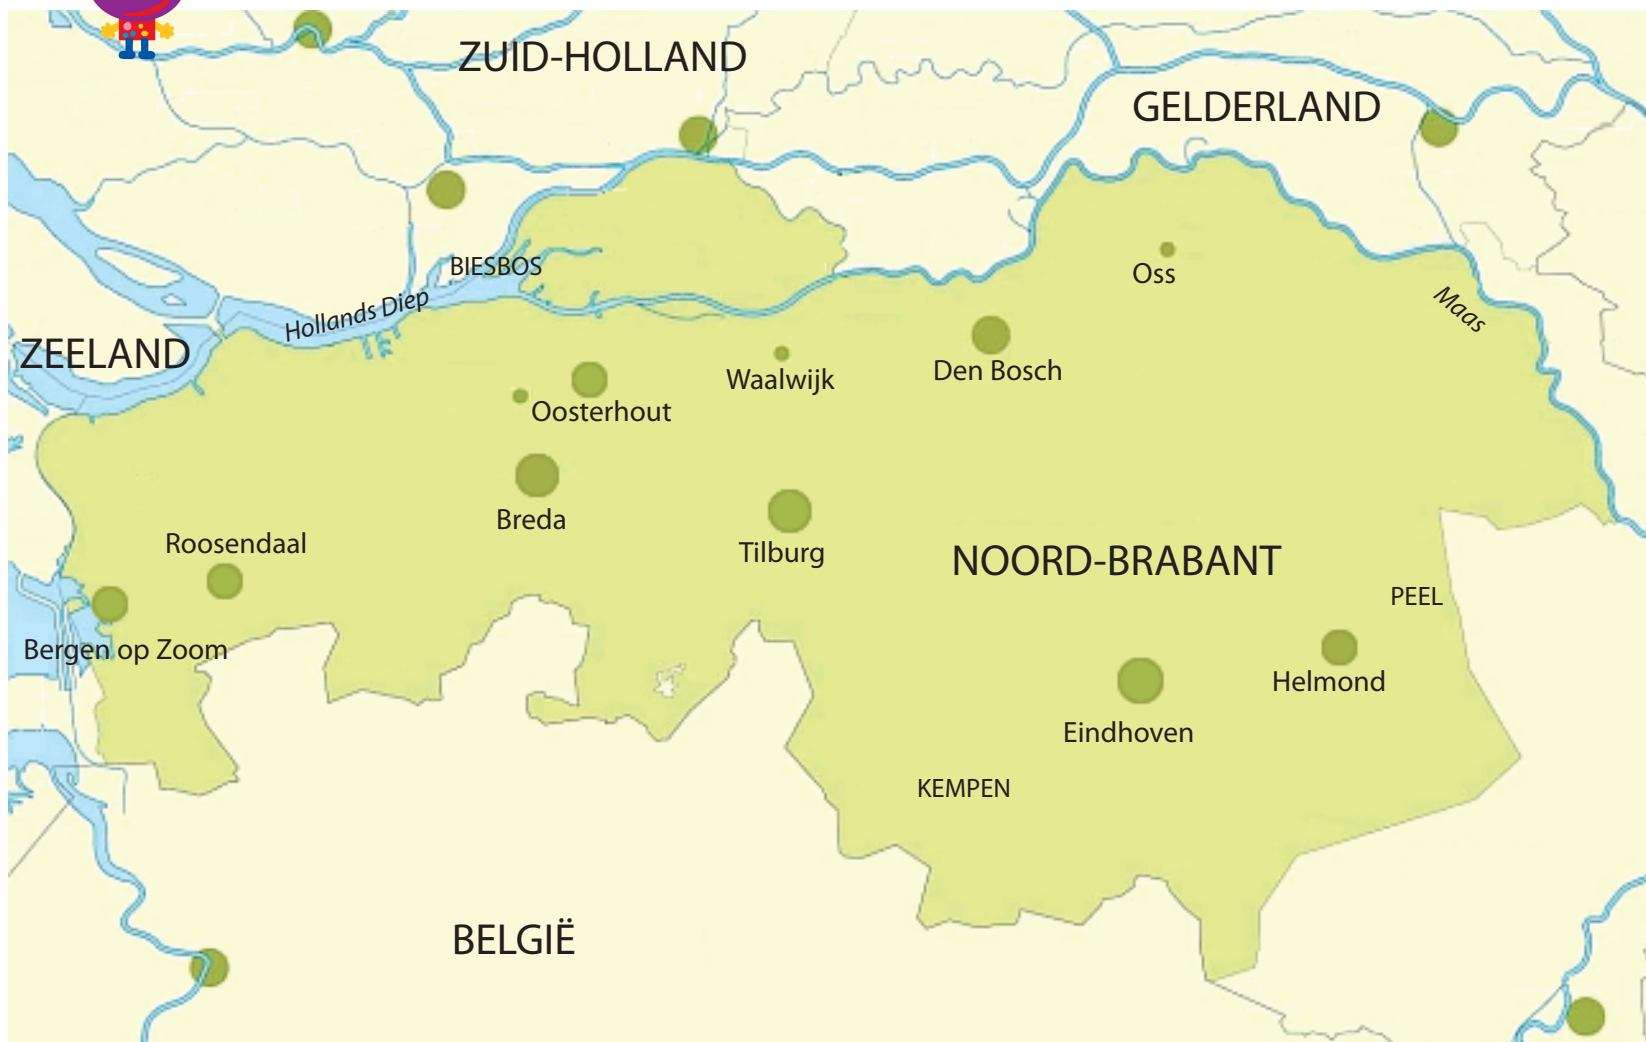 ZUID-HOLLAND
GELDERLAND
BIESBOS
Oss
Hollands Diep
Maas
ZEELAND
Waalwijk
Den Bosch
Oosterhout
Breda
Roosendaal
Tilburg
NOORD-BRABANT
PEEL
Bergen op Zoom
Helmond
Eindhoven
KEMPEN
BELGIË